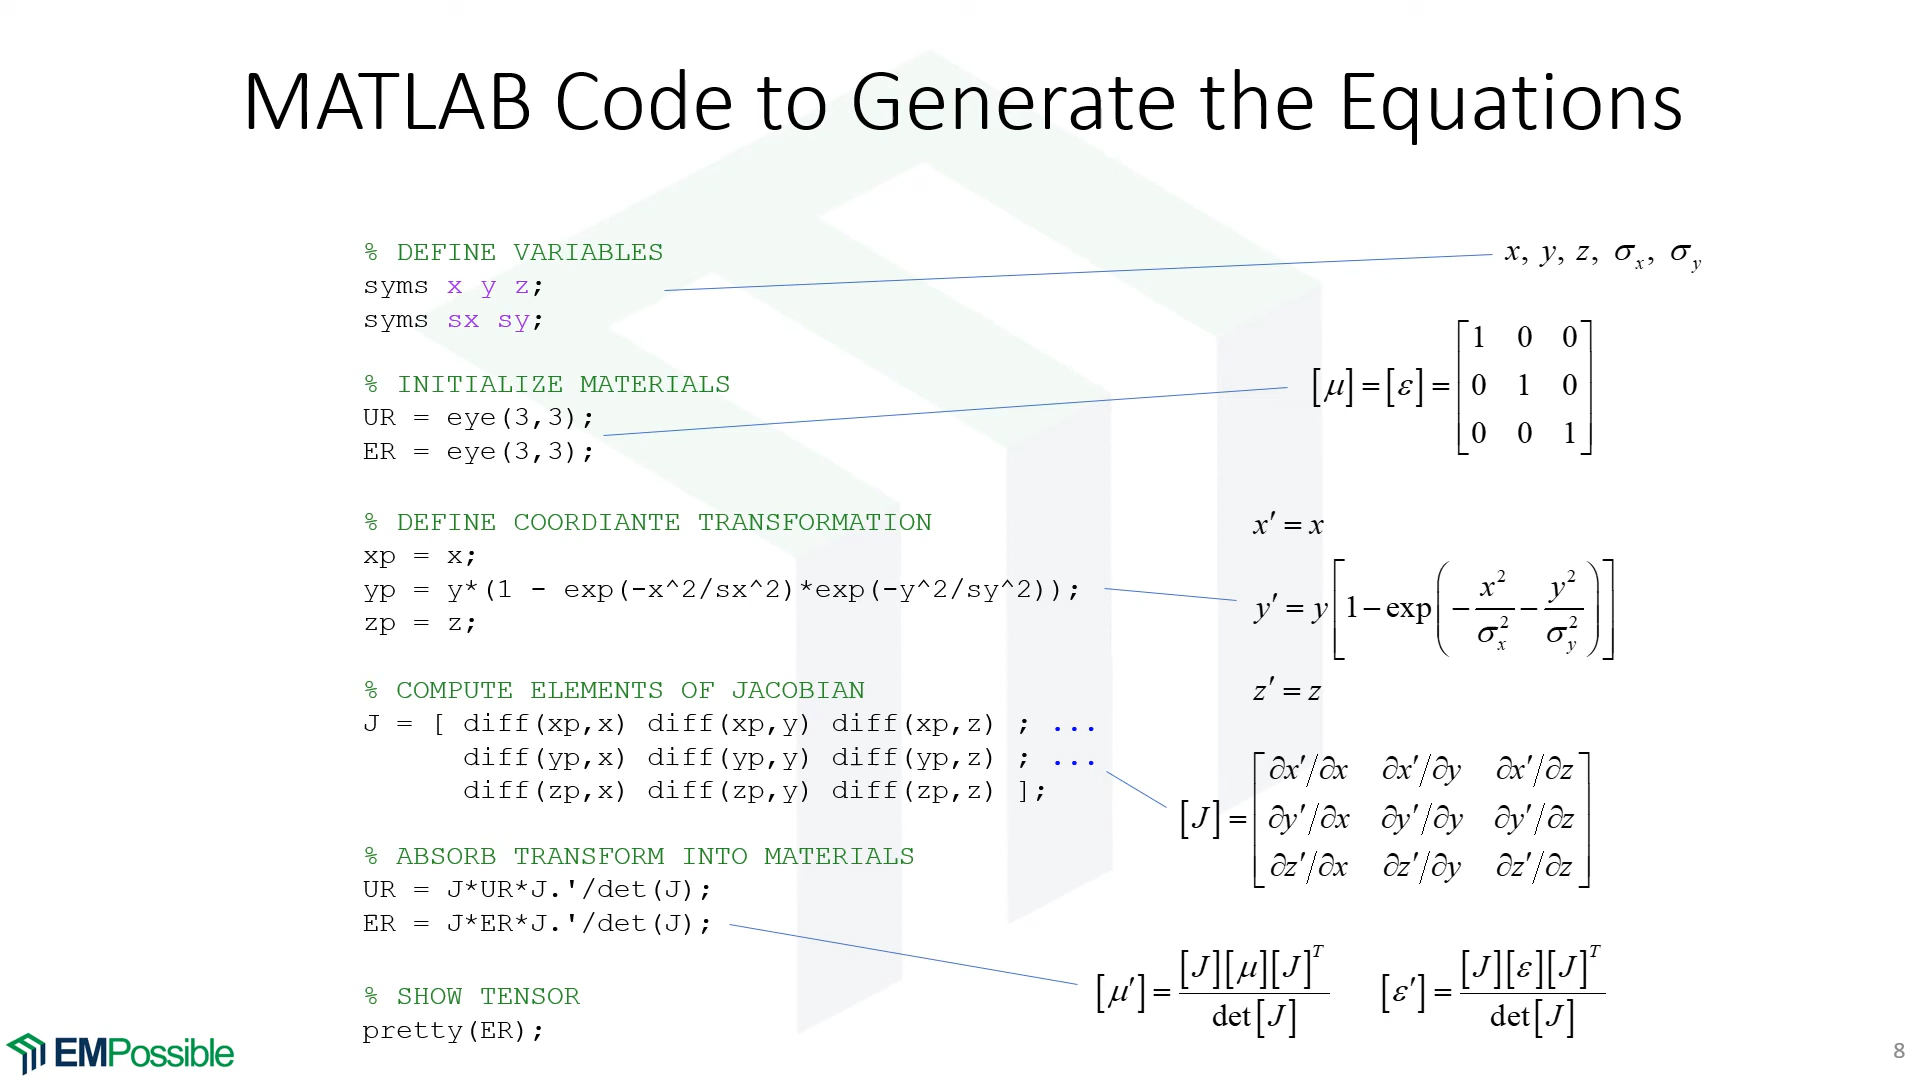 MATLAB Code to Generate the Equations
% DEFINE VARIABLES
syms x y z;
syms sx sy;
x, y, z, σ_x, σ_y
% INITIALIZE MATERIALS
UR = eye(3,3);
ER = eye(3,3);
[μ] = [ε] = [1 0 0
0 1 0
0 0 1]
% DEFINE COORDIANTE TRANSFORMATION
xp = x;
yp = y*(1 - exp(-x^2/sx^2)*exp(-y^2/sy^2));
zp = z;
x′ = x
y′ = y[1 − exp(−x²/σ_x² − y²/σ_y²)]
z′ = z
% COMPUTE ELEMENTS OF JACOBIAN
J = [ diff(xp,x) diff(xp,y) diff(xp,z) ; ...
diff(yp,x) diff(yp,y) diff(yp,z) ; ...
diff(zp,x) diff(zp,y) diff(zp,z) ];
[J] = [∂x′/∂x ∂x′/∂y ∂x′/∂z
∂y′/∂x ∂y′/∂y ∂y′/∂z
∂z′/∂x ∂z′/∂y ∂z′/∂z]
% ABSORB TRANSFORM INTO MATERIALS
UR = J*UR*J.'/det(J);
ER = J*ER*J.'/det(J);
[μ′] = [J][μ][J]^T / det[J]
[ε′] = [J][ε][J]^T / det[J]
% SHOW TENSOR
pretty(ER);
EMPossible
8